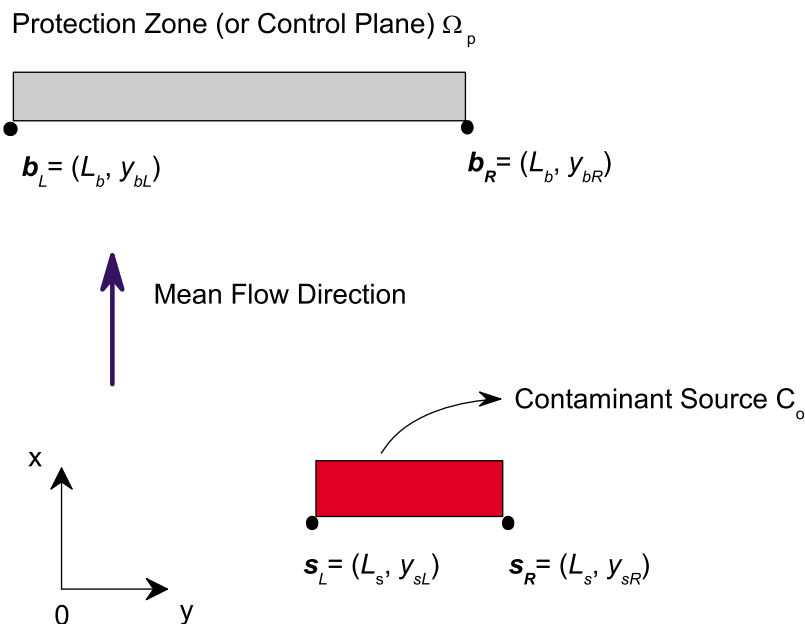 Protection Zone (or Control Plane) Ωp
bL= (Lb, ybL)
bR= (Lb, ybR)
Mean Flow Direction
Contaminant Source Co
x
sL= (Ls, ysL)
sR= (Ls, ysR)
0
y